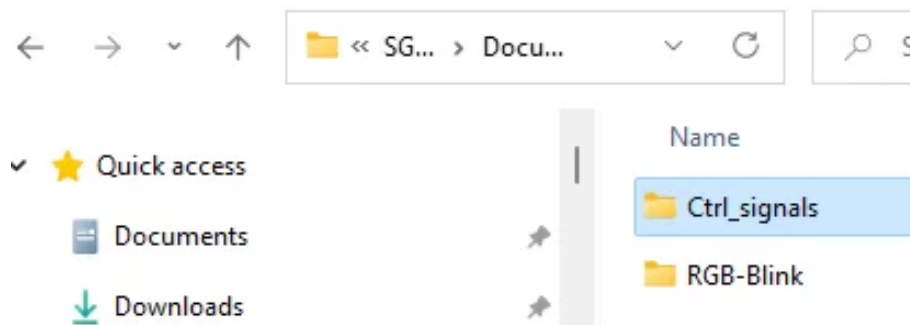 « SG... > Docu...
Name
Quick access
Ctrl_signals
Documents
RGB-Blink
Downloads